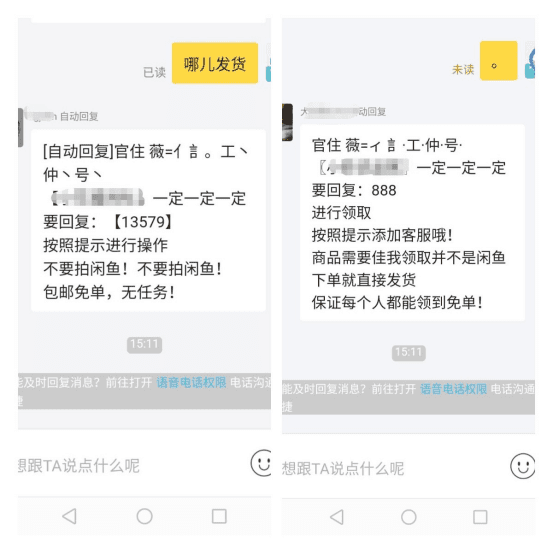 哪儿发货
已读
自动回复
[自动回复]官住 薇=亻言。工丶
仲丶号丶
【 】一定一定一定
要回复：【13579】
按照提示进行操作
不要拍闲鱼！不要拍闲鱼！
包邮免单，无任务！
15:11
能及时回复消息？前往打开 语音电话权限 电话沟通
捷
想跟TA说点什么呢
。
未读
大 动回复
官住 薇=ィ言·工·仲·号·
〖 〗一定一定一定
要回复：888
进行领取
按照提示添加客服哦！
商品需要佳我领取并不是闲鱼
下单就直接发货
保证每个人都能领到免单！
15:11
能及时回复消息？前往打开 语音电话权限 电话沟通
捷
想跟TA说点什么呢